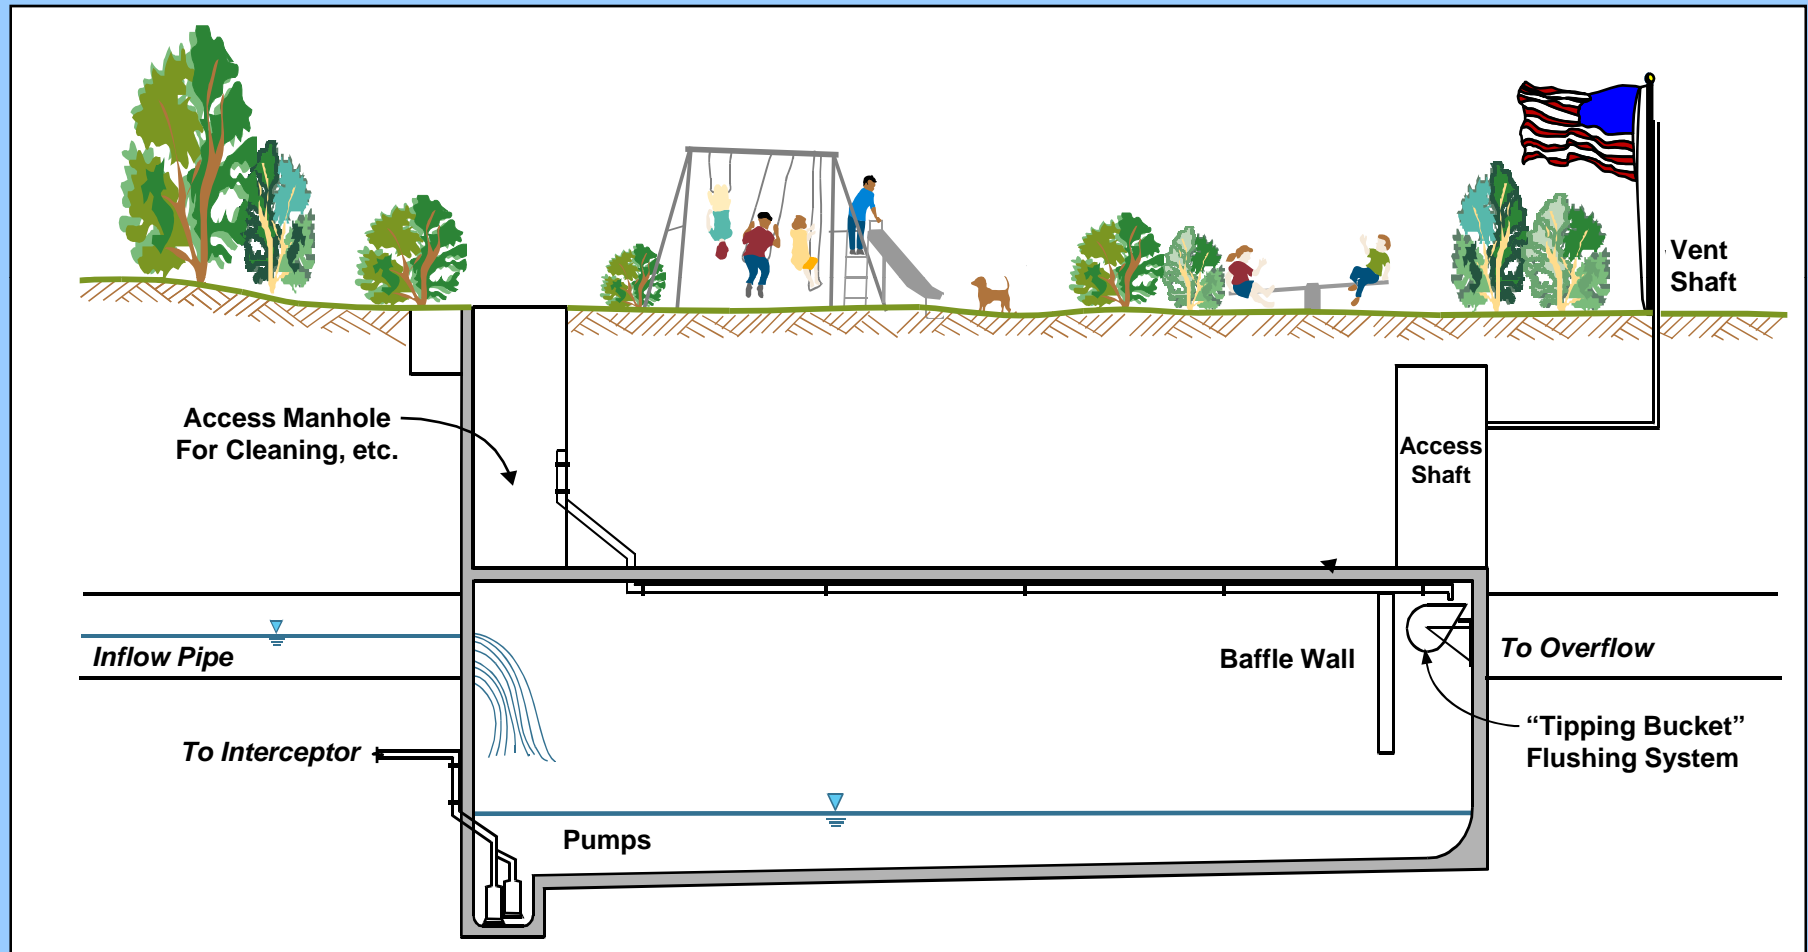 Vent
Shaft
Access Manhole
For Cleaning, etc.
Access
Shaft
Inflow Pipe
Baffle Wall
To Overflow
To Interceptor
“Tipping Bucket”
Flushing System
Pumps